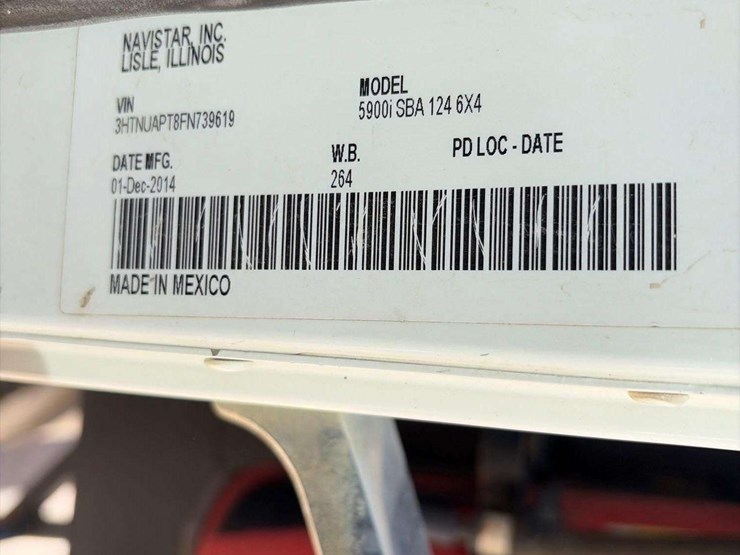 NAVISTAR, INC.
LISLE, ILLINOIS
VIN
3HTNUAPT8FN739619
MODEL
5900i SBA 124 6X4
DATE MFG.
01-Dec-2014
W.B.
264
PD LOC - DATE
MADE IN MEXICO